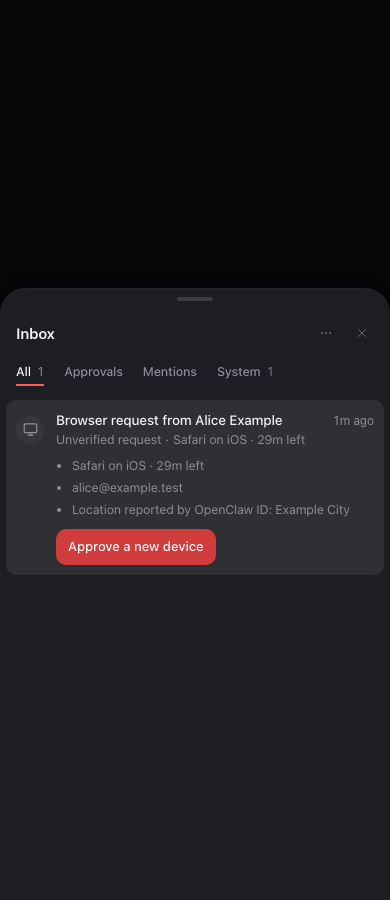 Inbox
All 1 Approvals Mentions System 1
Browser request from Alice Example 1m ago
Unverified request · Safari on iOS · 29m left
• Safari on iOS · 29m left
• alice@example.test
• Location reported by OpenClaw ID: Example City
Approve a new device